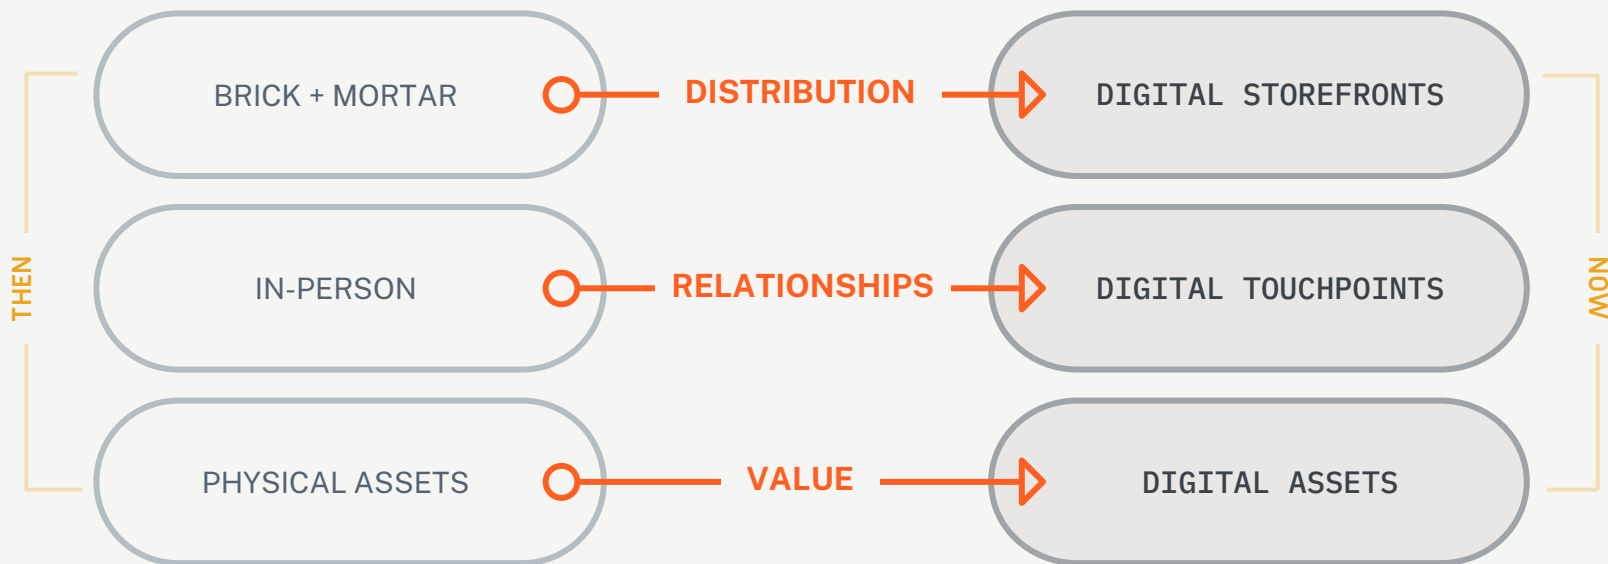 BRICK + MORTAR
DISTRIBUTION
DIGITAL STOREFRONTS
THEN
IN-PERSON
RELATIONSHIPS
DIGITAL TOUCHPOINTS
NOW
PHYSICAL ASSETS
VALUE
DIGITAL ASSETS